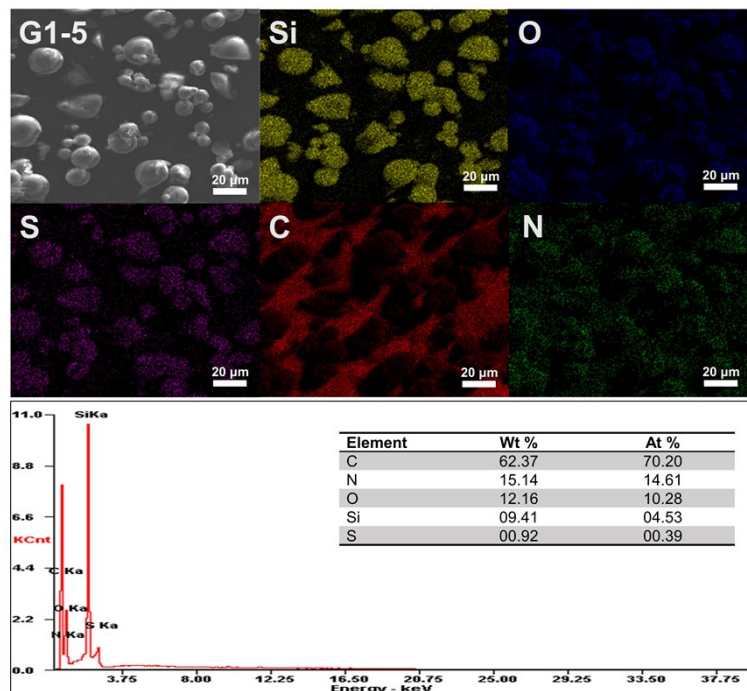 G1-5
Si
O
20 µm
20 µm
20 µm
S
C
N
20 µm
20 µm
20 µm
11.0
8.8
6.6
KCnt
4.4
2.2
0.0
SiKa
C Ka
O Ka
N Ka
S Ka
3.75
8.00
12.25
16.50
20.75
25.00
29.25
33.50
37.75
Energy - keV
Element Wt % At %
C 62.37 70.20
N 15.14 14.61
O 12.16 10.28
Si 09.41 04.53
S 00.92 00.39